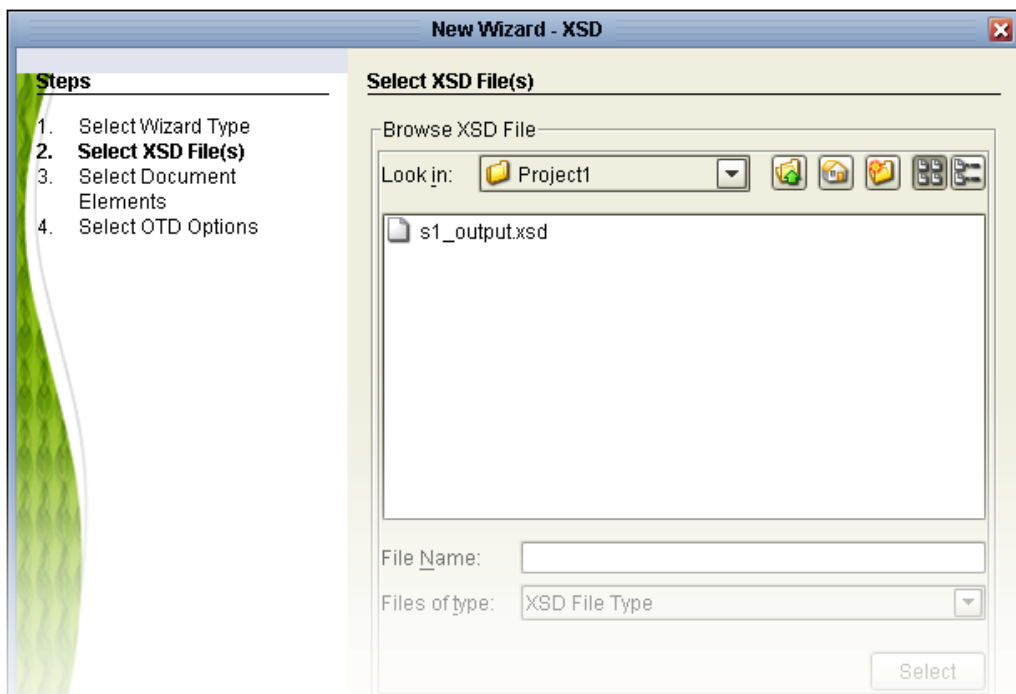 New Wizard - XSD
Steps
1. Select Wizard Type
2. Select XSD File(s)
3. Select Document
Elements
4. Select OTD Options
Select XSD File(s)
Browse XSD File
Look in: Project1
s1_output.xsd
File Name:
Files of type: XSD File Type
Select